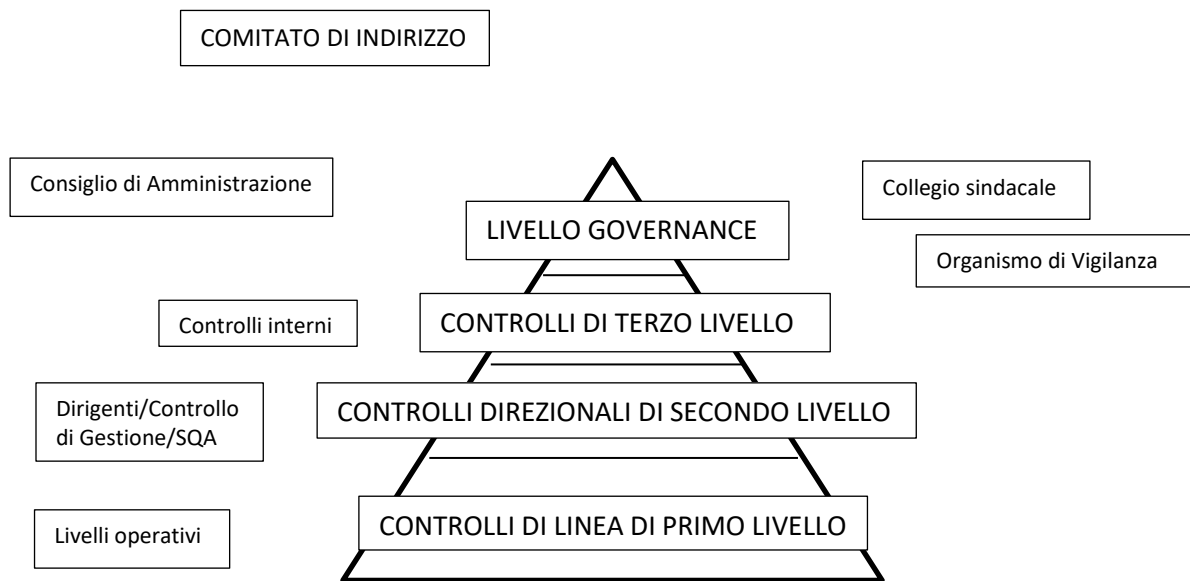 COMITATO DI INDIRIZZO
Consiglio di Amministrazione
Collegio sindacale
LIVELLO GOVERNANCE
Organismo di Vigilanza
Controlli interni
CONTROLLI DI TERZO LIVELLO
Dirigenti/Controllo
di Gestione/SQA
CONTROLLI DIREZIONALI DI SECONDO LIVELLO
Livelli operativi
CONTROLLI DI LINEA DI PRIMO LIVELLO